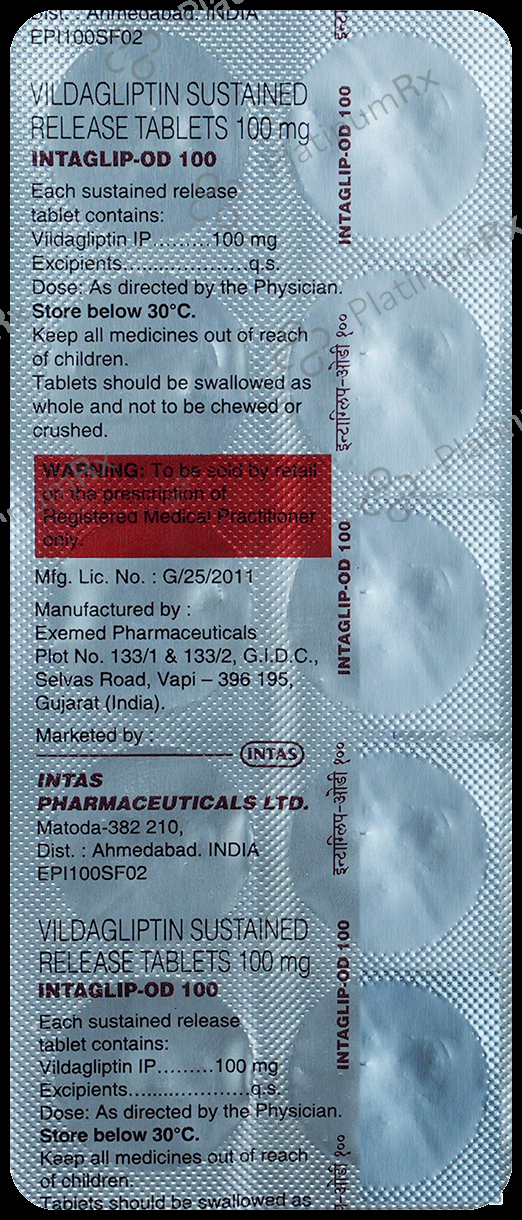 Dist. : Ahmedabad. INDIA
EPI100SF02
VILDAGLIPTIN SUSTAINED
RELEASE TABLETS 100 mg
INTAGLIP-OD 100
Each sustained release
tablet contains:
Vildagliptin IP.........100 mg
Excipients...................q.s.
Dose: As directed by the Physician.
Store below 30°C.
Keep all medicines out of reach
of children.
Tablets should be swallowed as
whole and not to be chewed or
crushed.
WARNING: To be sold by retail
on the prescription of
Registered Medical Practitioner
only.
Mfg. Lic. No. : G/25/2011
Manufactured by :
Exemed Pharmaceuticals
Plot No. 133/1 & 133/2, G.I.D.C.,
Selvas Road, Vapi – 396 195,
Gujarat (India).
Marketed by :
INTAS
INTAS
PHARMACEUTICALS LTD.
Matoda-382 210,
Dist. : Ahmedabad. INDIA
EPI100SF02
VILDAGLIPTIN SUSTAINED
RELEASE TABLETS 100 mg
INTAGLIP-OD 100
Each sustained release
tablet contains:
Vildagliptin IP.........100 mg
Excipients...................q.s.
Dose: As directed by the Physician.
Store below 30°C.
Keep all medicines out of reach
of children.
Tablets should be swallowed as
INTAGLIP-OD 100
इन्टाग्लिप-ओडी १००
INTAGLIP-OD 100
इन्टाग्लिप-ओडी १००
INTAGLIP-OD 100
प-ओडी १००
PlatinumRx
PlatinumRx